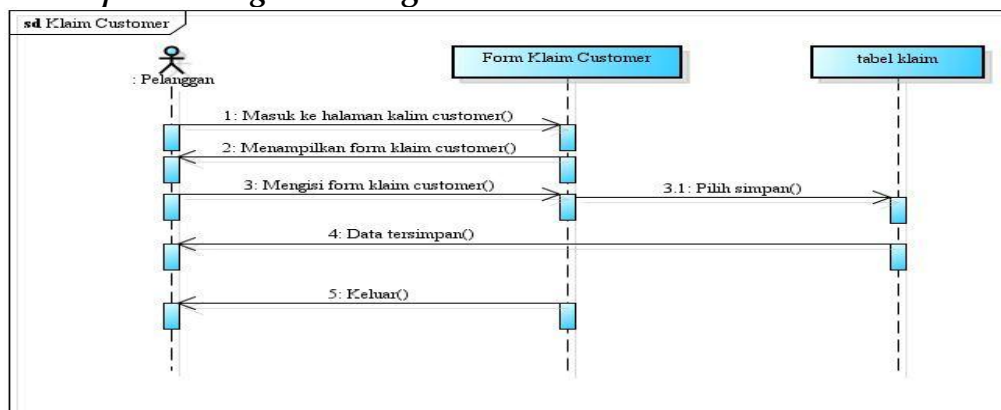 sd Klaim Customer
: Pelanggan
Form Klaim Customer
tabel klaim
1: Masuk ke halaman kalim customer()
2: Menampilkan form klaim customer()
3: Mengisi form klaim customer()
3.1: Pilih simpan()
4: Data tersimpan()
5: Keluar()